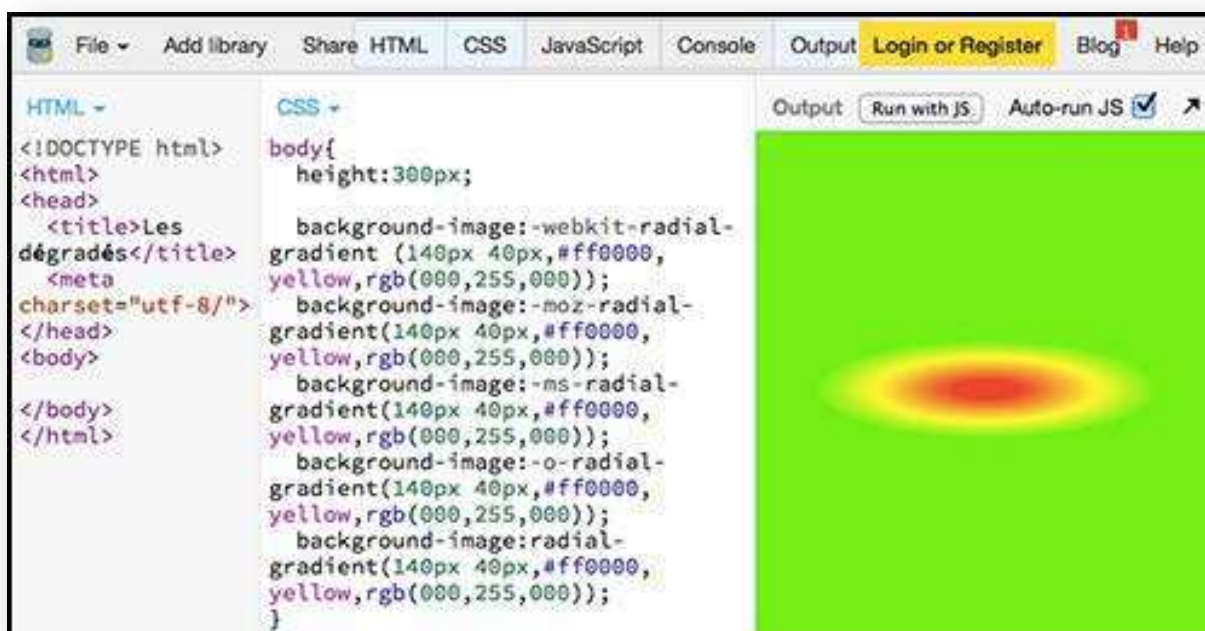 File Add library Share HTML CSS JavaScript Console Output Login or Register Blog 1 Help
HTML
<!DOCTYPE html>
<html>
<head>
<title>Les
dégradés</title>
<meta
charset="utf-8/">
</head>
<body>
</body>
</html>
CSS
body{
height:300px;
background-image:-webkit-radial-
gradient (140px 40px,#ff0000,
yellow,rgb(000,255,000));
background-image:-moz-radial-
gradient(140px 40px,#ff0000,
yellow,rgb(000,255,000));
background-image:-ms-radial-
gradient(140px 40px,#ff0000,
yellow,rgb(000,255,000));
background-image:-o-radial-
gradient(140px 40px,#ff0000,
yellow,rgb(000,255,000));
background-image:radial-
gradient(140px 40px,#ff0000,
yellow,rgb(000,255,000));
}
Output Run with JS Auto-run JS